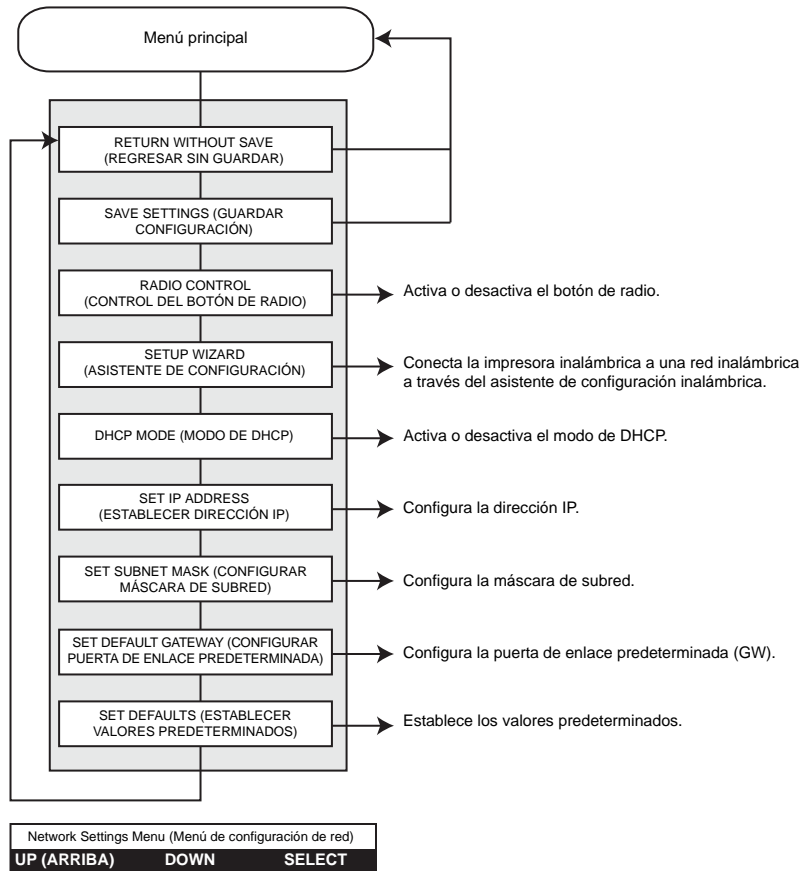 Menú principal
RETURN WITHOUT SAVE
(REGRESAR SIN GUARDAR)
SAVE SETTINGS (GUARDAR
CONFIGURACIÓN)
RADIO CONTROL
(CONTROL DEL BOTÓN DE RADIO)
Activa o desactiva el botón de radio.
SETUP WIZARD
(ASISTENTE DE CONFIGURACIÓN)
Conecta la impresora inalámbrica a una red inalámbrica
a través del asistente de configuración inalámbrica.
DHCP MODE (MODO DE DHCP)
Activa o desactiva el modo de DHCP.
SET IP ADDRESS
(ESTABLECER DIRECCIÓN IP)
Configura la dirección IP.
SET SUBNET MASK (CONFIGURAR
MÁSCARA DE SUBRED)
Configura la máscara de subred.
SET DEFAULT GATEWAY (CONFIGURAR
PUERTA DE ENLACE PREDETERMINADA)
Configura la puerta de enlace predeterminada (GW).
SET DEFAULTS (ESTABLECER
VALORES PREDETERMINADOS)
Establece los valores predeterminados.
Network Settings Menu (Menú de configuración de red)
UP (ARRIBA) DOWN SELECT